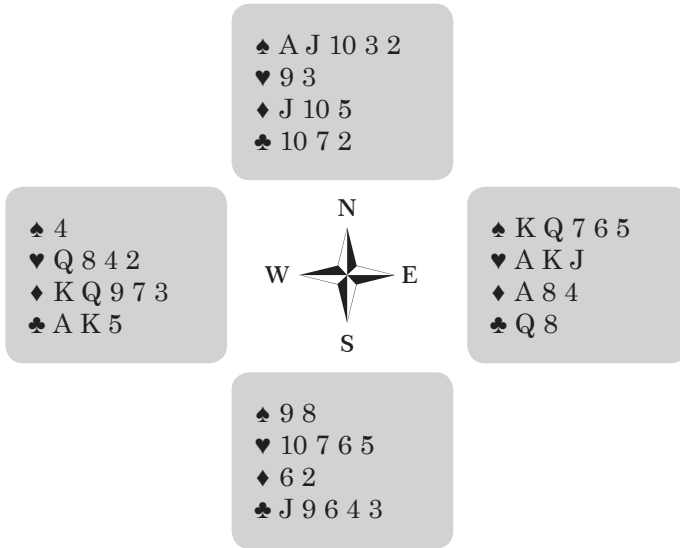 ♠ A J 10 3 2
♥ 9 3
♦ J 10 5
♣ 10 7 2
♠ 4
♥ Q 8 4 2
♦ K Q 9 7 3
♣ A K 5
N
W E
S
♠ K Q 7 6 5
♥ A K J
♦ A 8 4
♣ Q 8
♠ 9 8
♥ 10 7 6 5
♦ 6 2
♣ J 9 6 4 3